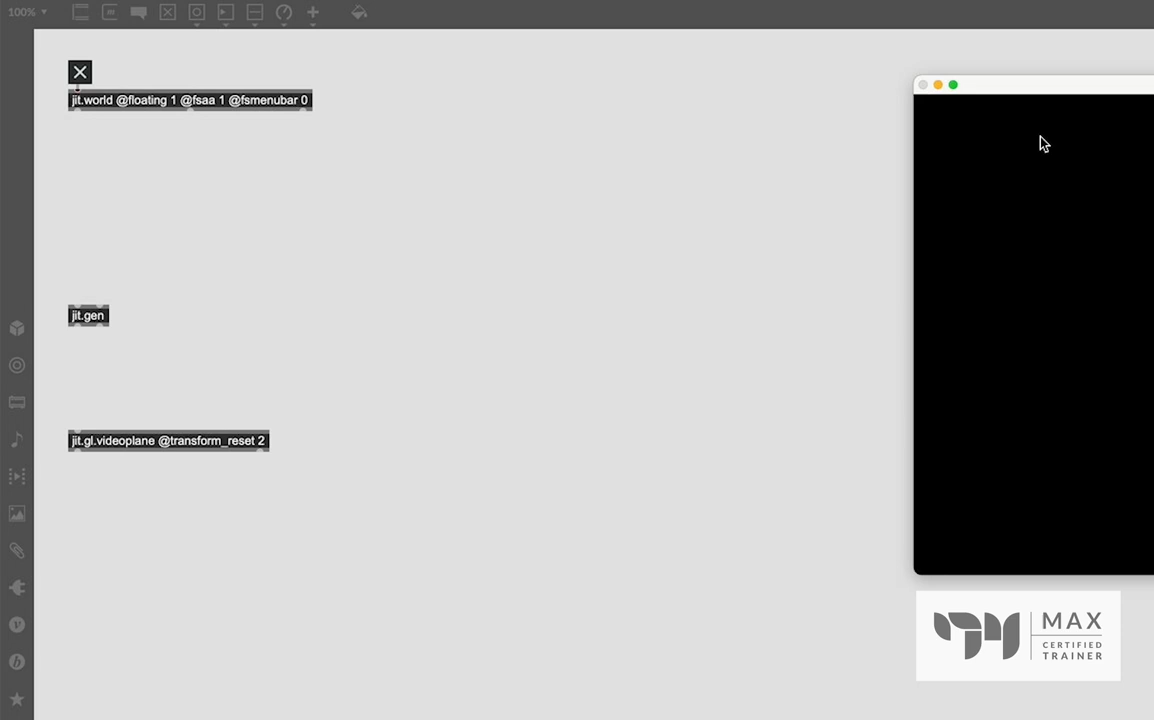 100%
jit.world @floating 1 @fsaa 1 @fsmenubar 0
jit.gen
jit.gl.videoplane @transform_reset 2
MAX
CERTIFIED
TRAINER